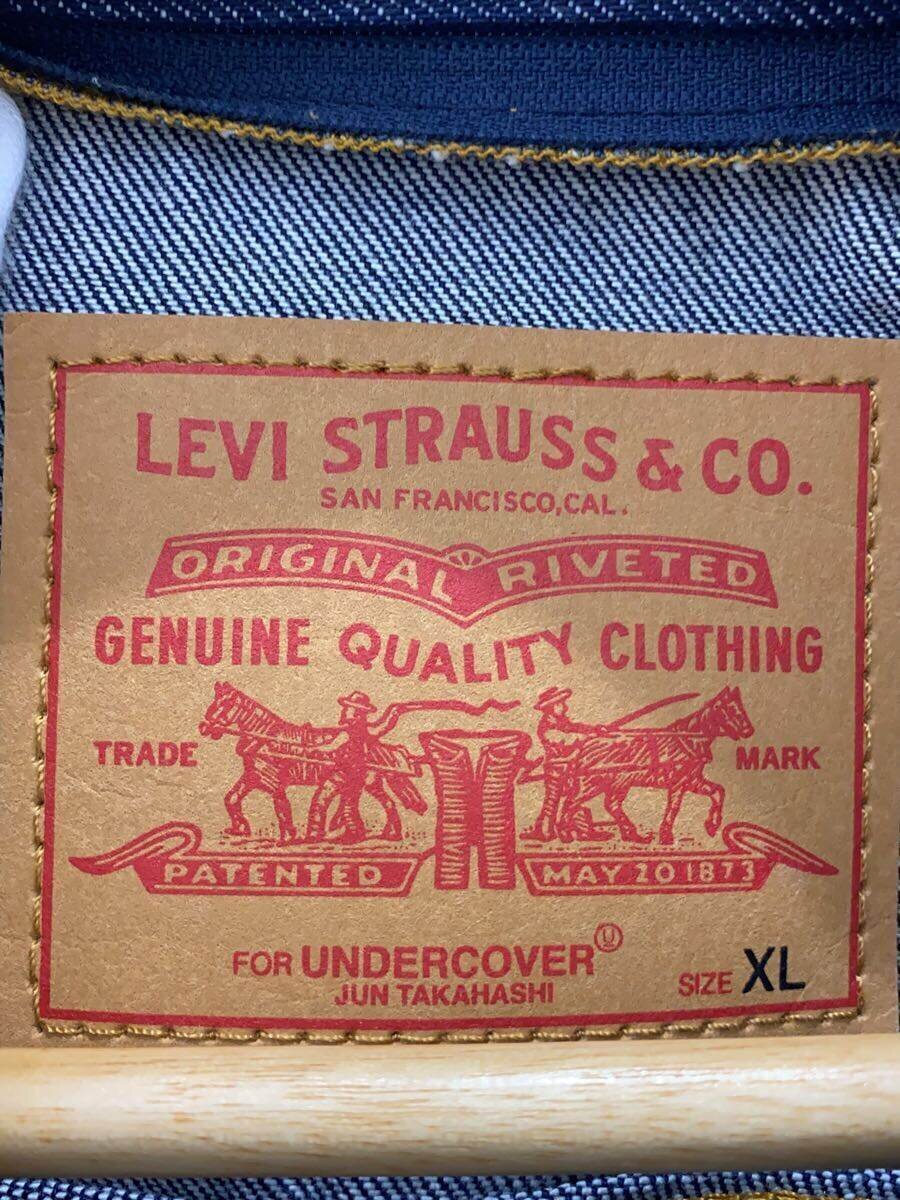 LEVI STRAUSS & CO.
SAN FRANCISCO, CAL.
ORIGINAL RIVETED
GENUINE QUALITY CLOTHING
TRADE MARK
PATENTED MAY 20 1873
FOR UNDERCOVER
JUN TAKAHASHI
SIZE XL